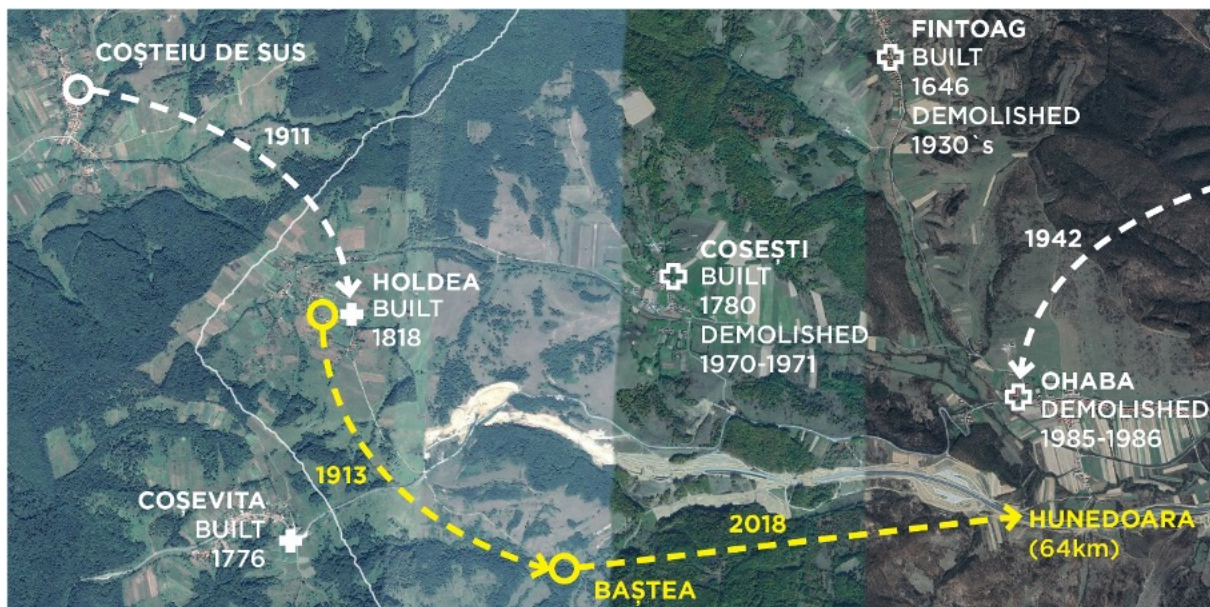 COȘTEIU DE SUS
1911
HOLDEA
BUILT
1818
1913
COȘEVIȚA
BUILT
1776
BAȘTEA
2018
HUNEDOARA
(64km)
COSEȘTI
BUILT
1780
DEMOLISHED
1970-1971
FINTOAG
BUILT
1646
DEMOLISHED
1930`s
1942
OHABA
DEMOLISHED
1985-1986